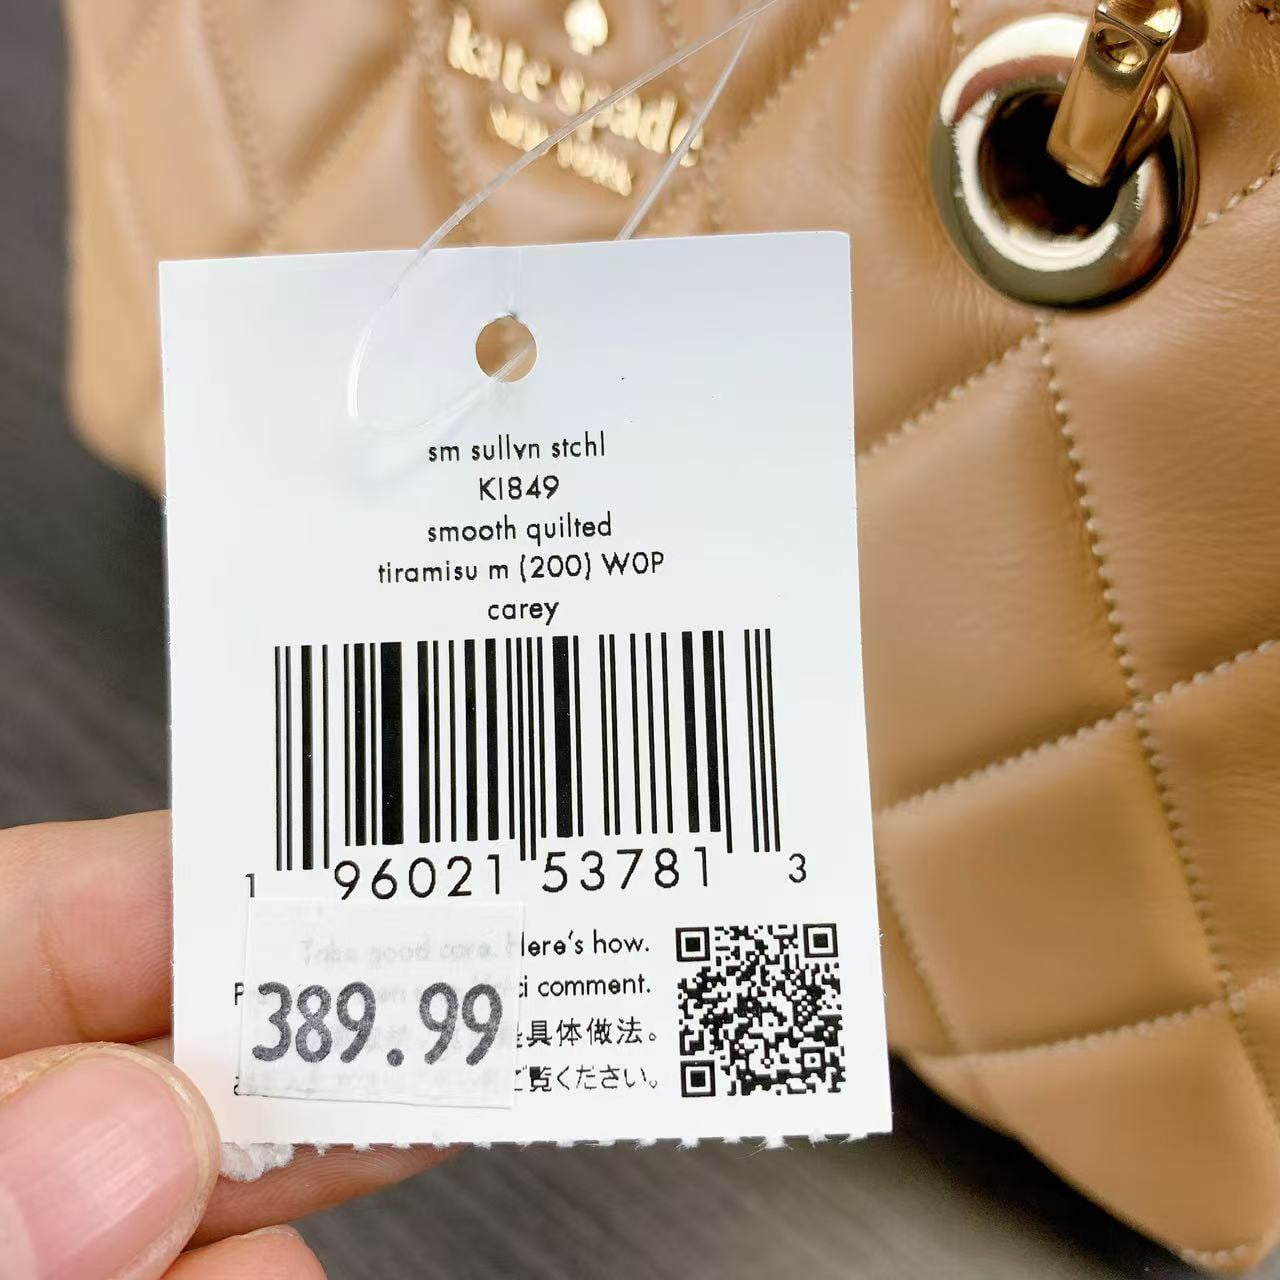 kate spade
NEW YORK
sm sullvn stchl
KI849
smooth quilted
tiramisu m (200) WOP
carey
1 96021 53781 3
Take good care. Here's how.
comment.
389.99
具体做法。
ご覧ください。